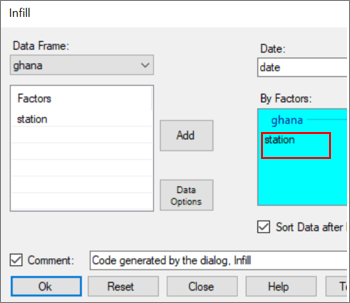 Infill
Data Frame:
ghana
Factors
station
Add
Data
Options
Date:
date
By Factors:
ghana
station
Sort Data after
Comment:
Code generated by the dialog, Infill
Ok
Reset
Close
Help